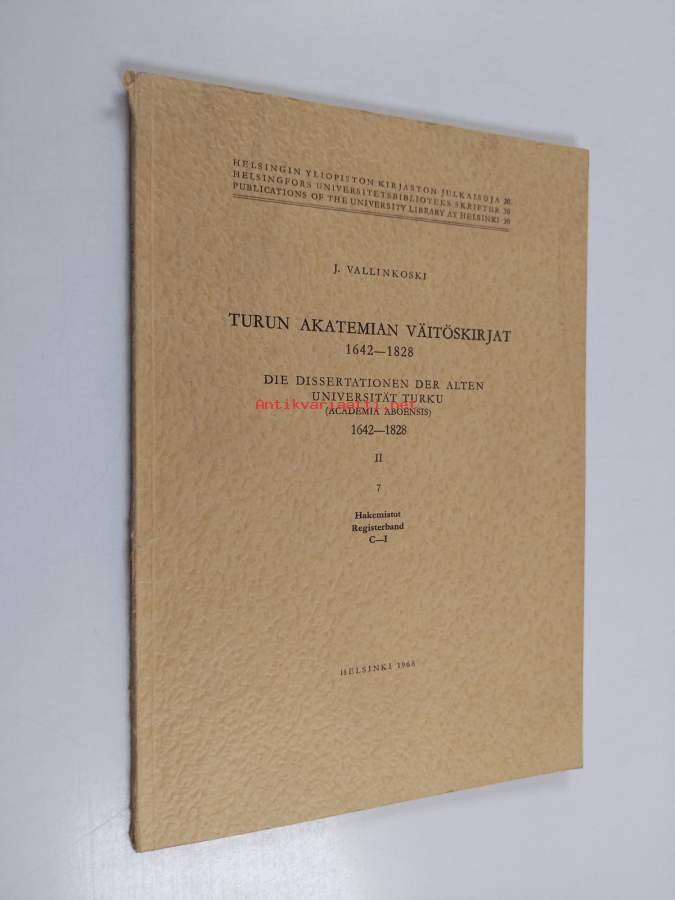 HELSINGIN YLIOPISTON KIRJASTON JULKAISUJA 30
HELSINGFORS UNIVERSITETSBIBLIOTEKS SKRIFTER 30
PUBLICATIONS OF THE UNIVERSITY LIBRARY AT HELSINKI 30
J. VALLINKOSKI
TURUN AKATEMIAN VÄITÖSKIRJAT
1642—1828
DIE DISSERTATIONEN DER ALTEN
UNIVERSITÄT TURKU
Antikvariaatti.net
(ACADEMIA ABOENSIS)
1642—1828
II
7
Hakemistot
Registerband
C—I
HELSINKI 1968